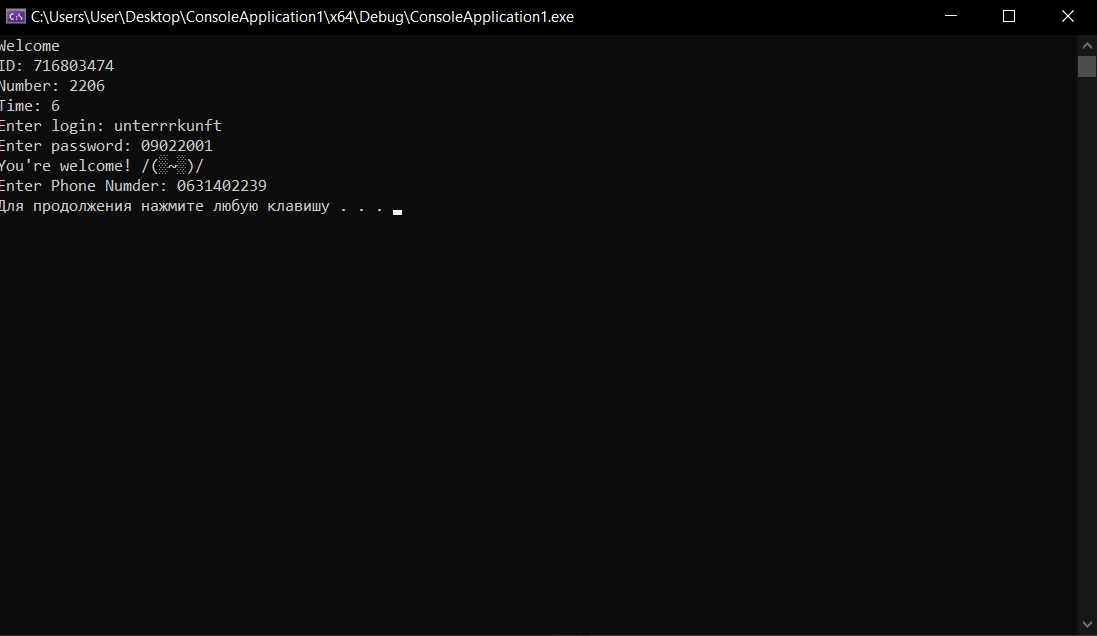 C:\Users\User\Desktop\ConsoleApplication1\x64\Debug\ConsoleApplication1.exe
Welcome
ID: 716803474
Number: 2206
Time: 6
Enter login: unterrrkunft
Enter password: 09022001
You're welcome! /(▒~▒)/
Enter Phone Numder: 0631402239
Для продолжения нажмите любую клавишу . . .